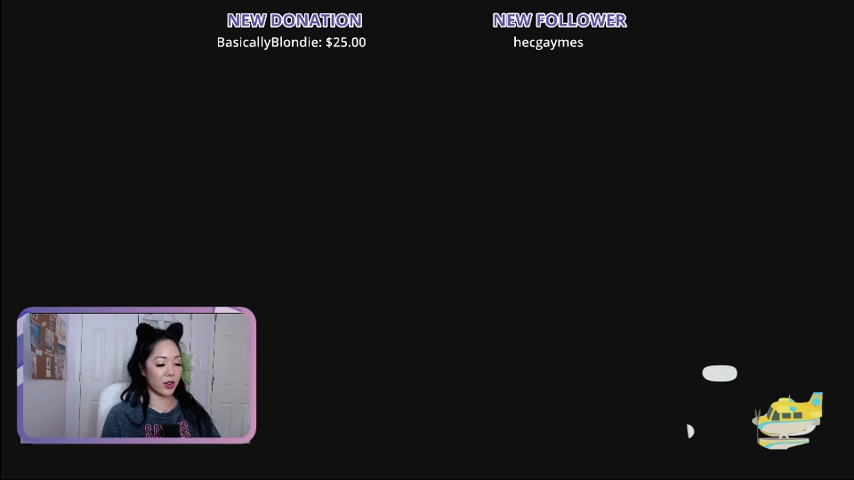 NEW DONATION
BasicallyBlondie: $25.00
NEW FOLLOWER
hecgaymes